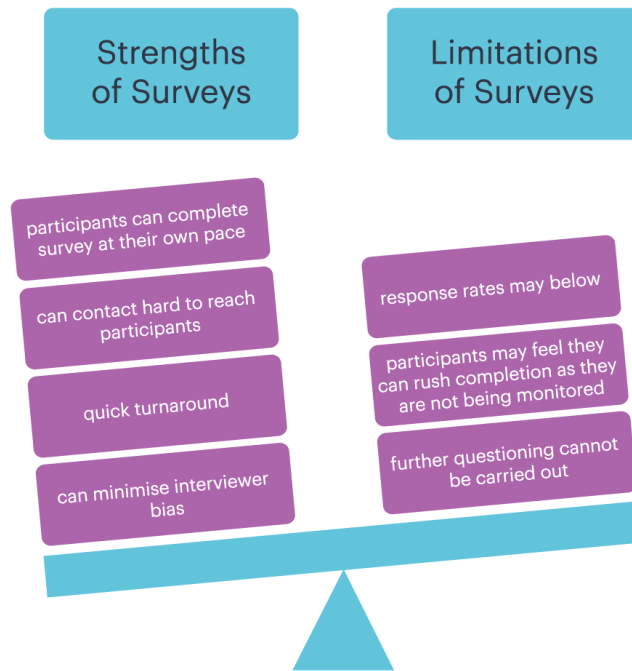 Strengths
of Surveys
participants can complete
survey at their own pace
can contact hard to reach
participants
quick turnaround
can minimise interviewer
bias
Limitations
of Surveys
response rates may below
participants may feel they
can rush completion as they
are not being monitored
further questioning cannot
be carried out